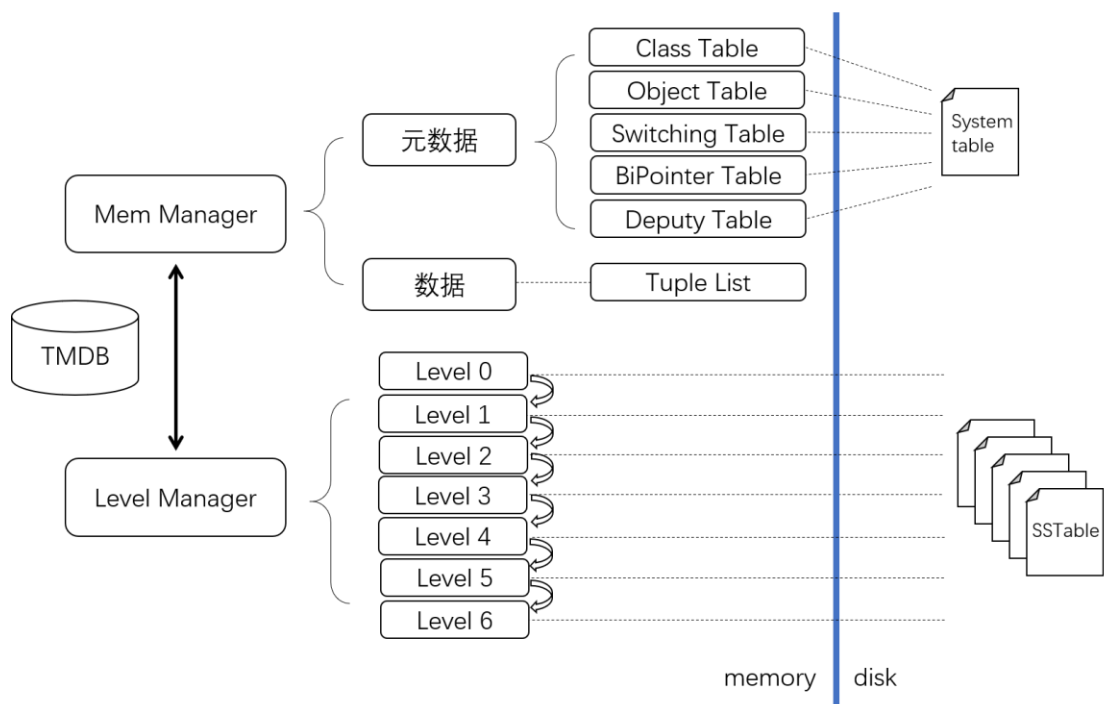 Class Table
Object Table
Switching Table
BiPointer Table
Deputy Table
System
table
元数据
Mem Manager
数据
Tuple List
TMDB
Level 0
Level 1
Level 2
Level 3
Level 4
Level 5
Level 6
Level Manager
SSTable
memory
disk